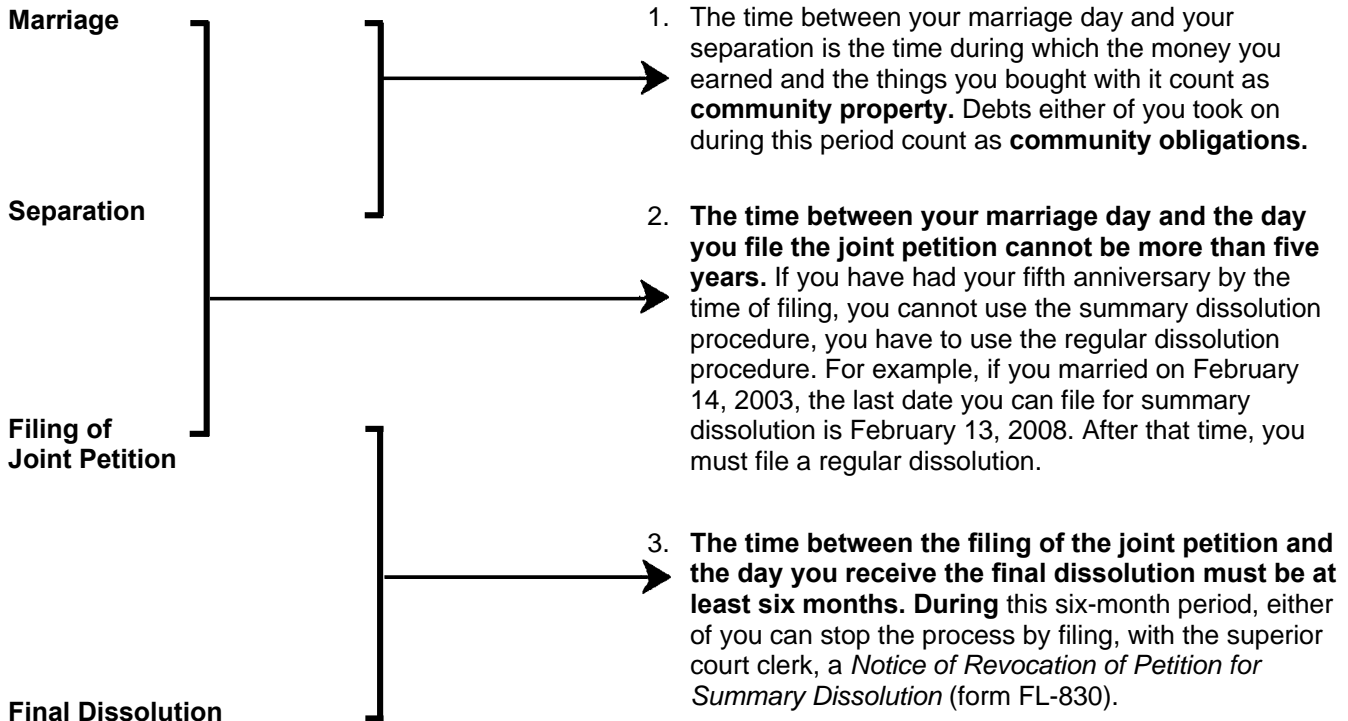 Marriage
1. The time between your marriage day and your
separation is the time during which the money you
earned and the things you bought with it count as
community property. Debts either of you took on
during this period count as community obligations.
Separation
2. The time between your marriage day and the day
you file the joint petition cannot be more than five
years. If you have had your fifth anniversary by the
time of filing, you cannot use the summary dissolution
procedure, you have to use the regular dissolution
procedure. For example, if you married on February
14, 2003, the last date you can file for summary
dissolution is February 13, 2008. After that time, you
must file a regular dissolution.
Filing of
Joint Petition
3. The time between the filing of the joint petition and
the day you receive the final dissolution must be at
least six months. During this six-month period, either
of you can stop the process by filing, with the superior
court clerk, a Notice of Revocation of Petition for
Summary Dissolution (form FL-830).
Final Dissolution